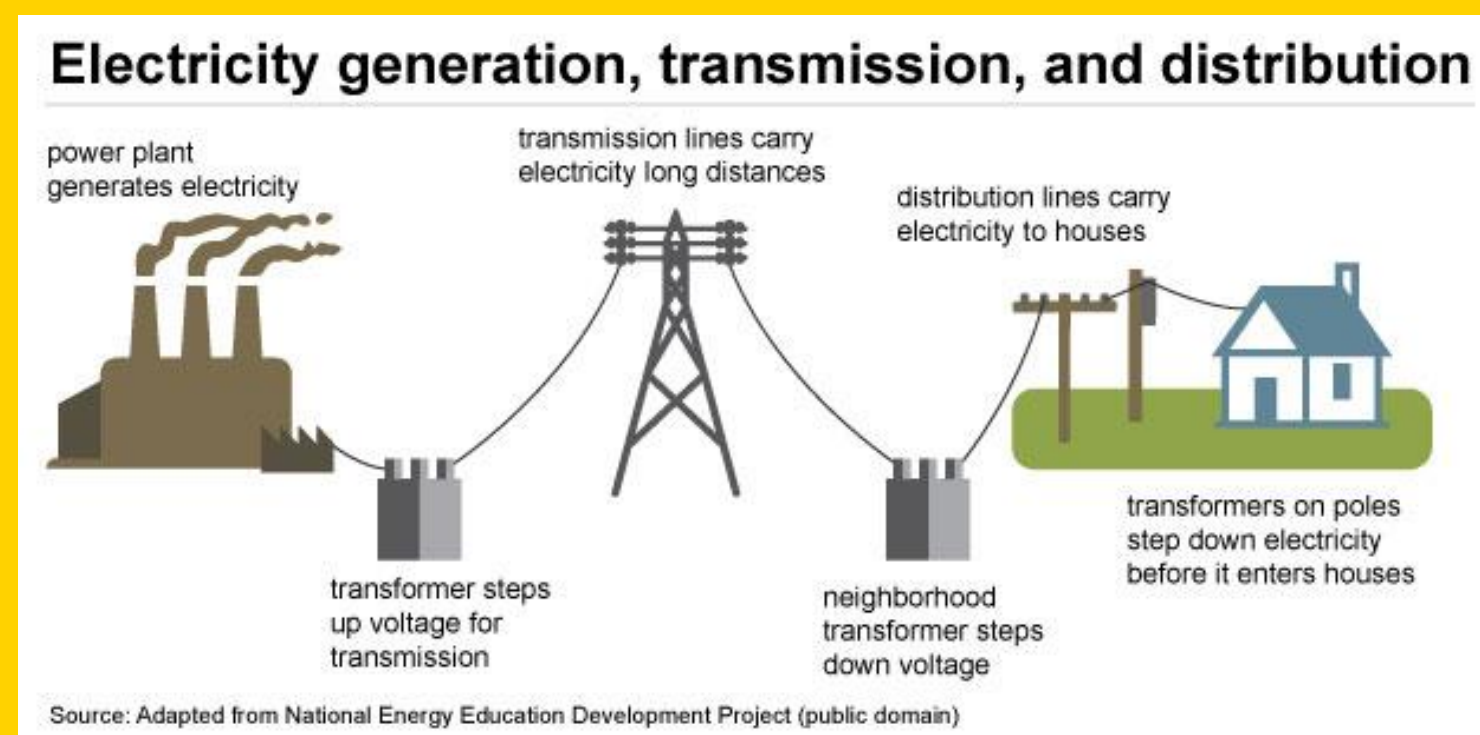 Electricity generation, transmission, and distribution
power plant
generates electricity
transmission lines carry
electricity long distances
distribution lines carry
electricity to houses
transformer steps
up voltage for
transmission
neighborhood
transformer steps
down voltage
transformers on poles
step down electricity
before it enters houses
Source: Adapted from National Energy Education Development Project (public domain)